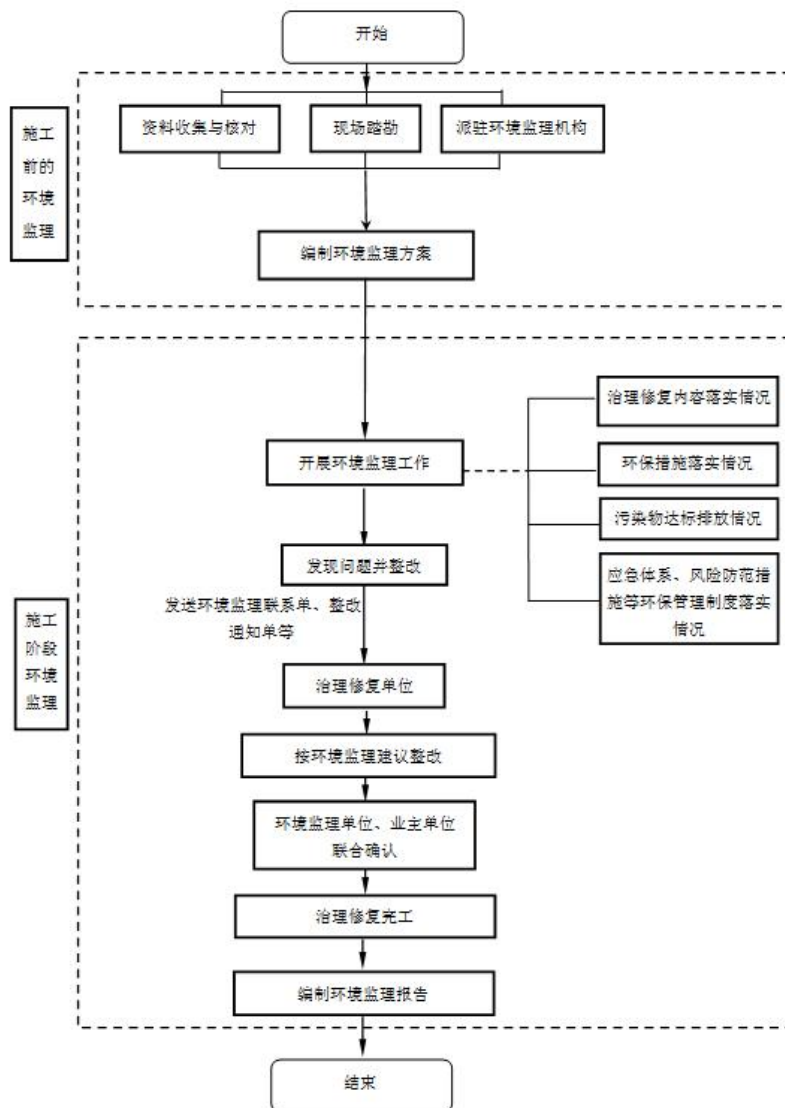 开始
施工
前的
环境
监理
资料收集与核对
现场踏勘
派驻环境监理机构
编制环境监理方案
施工
阶段
环境
监理
开展环境监理工作
治理修复内容落实情况
环保措施落实情况
污染物达标排放情况
应急体系、风险防范措
施等环保管理制度落实
情况
发现问题并整改
发送环境监理联系单、整改
通知单等
治理修复单位
按环境监理建议整改
环境监理单位、业主单位
联合确认
治理修复完工
编制环境监理报告
结束